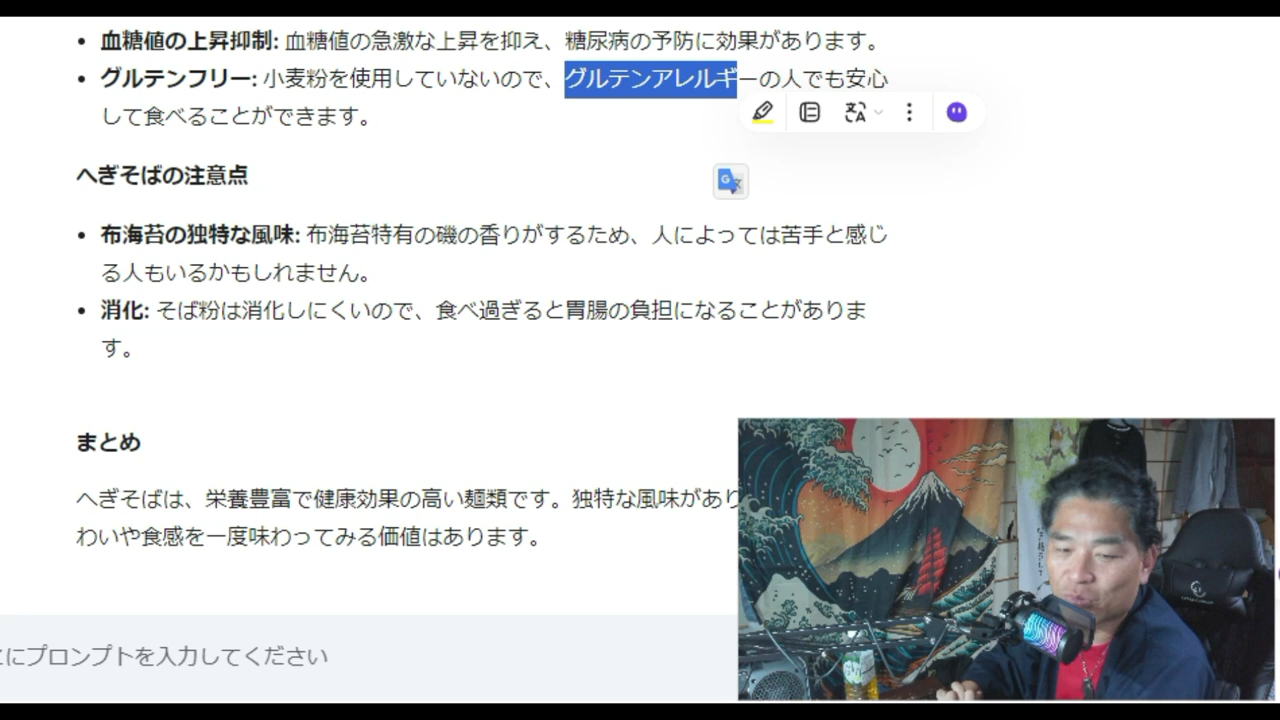 血糖値の上昇抑制: 血糖値の急激な上昇を抑え、糖尿病の予防に効果があります。
グルテンフリー: 小麦粉を使用していないので、グルテンアレルギーの人でも安心
して食べることができます。
へぎそばの注意点
布海苔の独特な風味: 布海苔特有の磯の香りがするため、人によっては苦手と感じ
る人もいるかもしれません。
消化: そば粉は消化しにくいので、食べ過ぎると胃腸の負担になることがありま
す。
まとめ
へぎそばは、栄養豊富で健康効果の高い麺類です。独特な風味があり
わいや食感を一度味わってみる価値はあります。
にプロンプトを入力してください